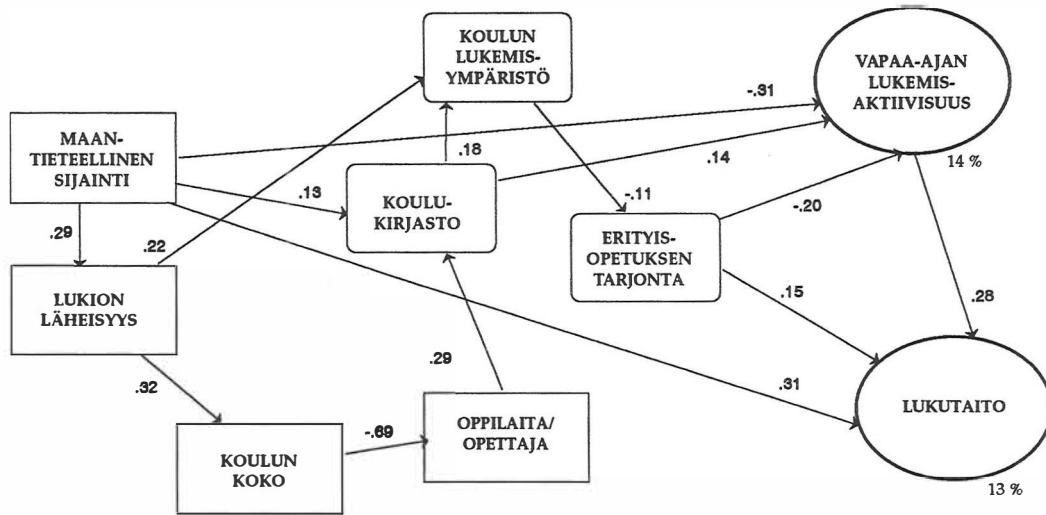 KOULUN
LUKEMIS-
YMPÄRISTÖ
VAPAA-AJAN
LUKEMIS-
AKTIIVISUUS
-.31
MAAN-
TIETEELLINEN
SIJAINTI
.18
.14
14 %
.13
KOULU-
KIRJASTO
-.11
-.20
.29
.22
ERITYIS-
OPETUKSEN
TARJONTA
LUKION
LÄHEISYYS
.15
.28
.29
.32
.31
OPPILAITA/
OPETTAJA
LUKUTAITO
-.69
KOULUN
KOKO
13 %